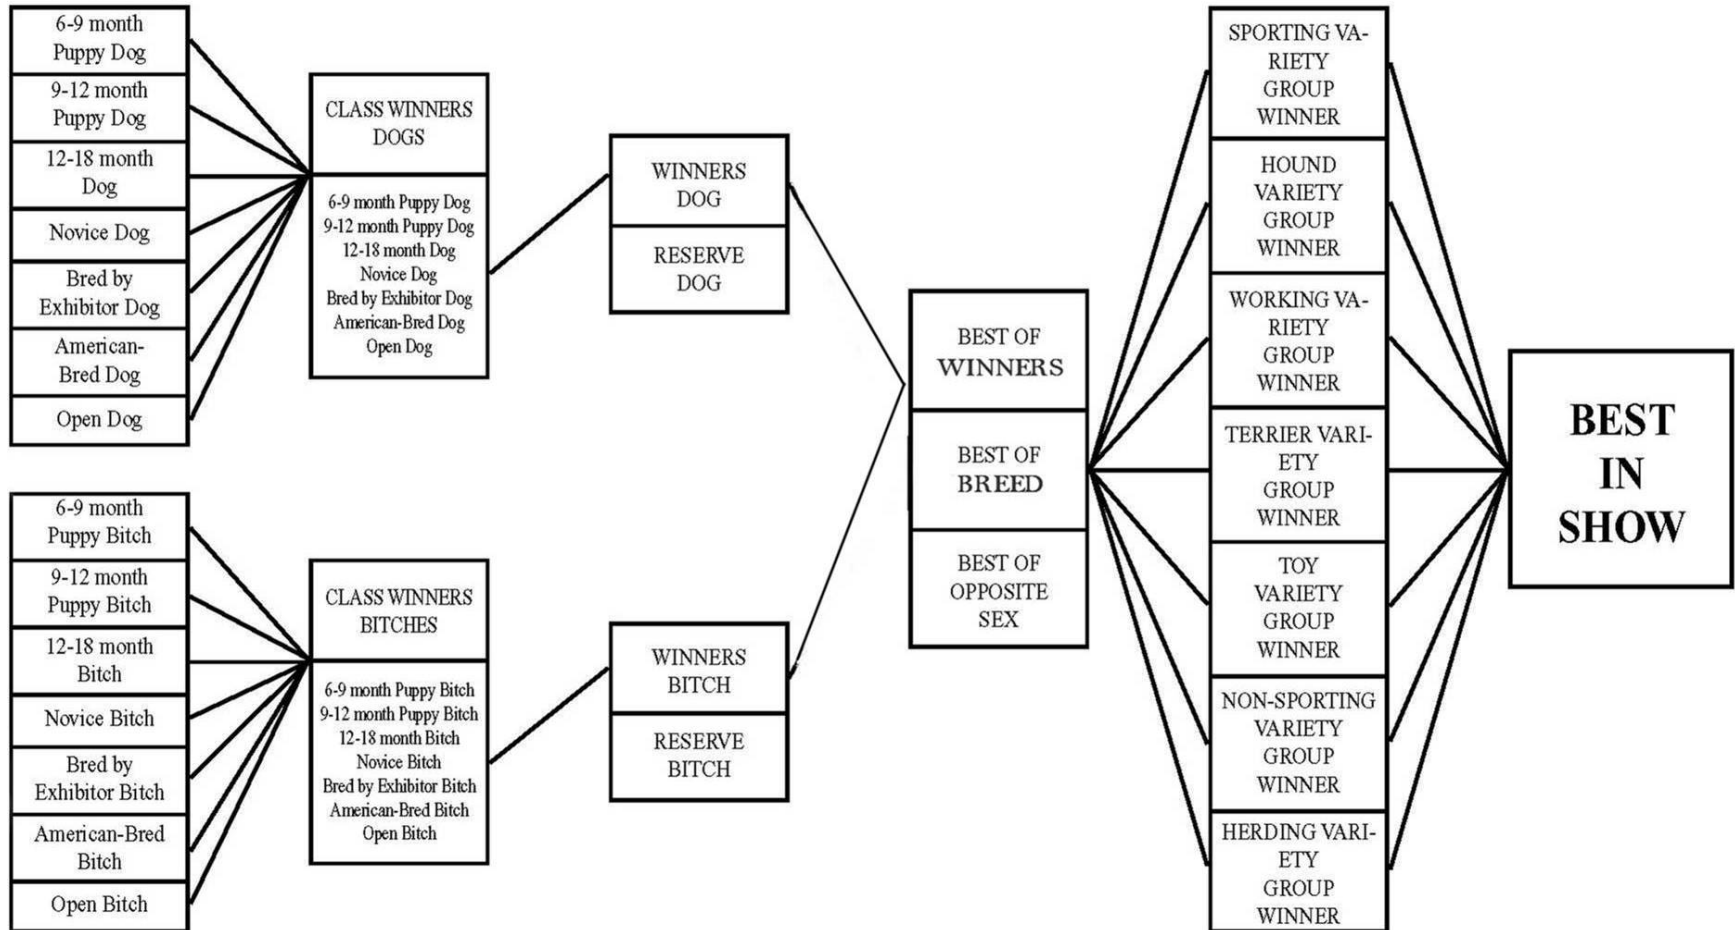 6-9 month
Puppy Dog
9-12 month
Puppy Dog
12-18 month
Dog
Novice Dog
Bred by
Exhibitor Dog
American-
Bred Dog
Open Dog
6-9 month
Puppy Bitch
9-12 month
Puppy Bitch
12-18 month
Bitch
Novice Bitch
Bred by
Exhibitor Bitch
American-Bred
Bitch
Open Bitch
CLASS WINNERS
DOGS
6-9 month Puppy Dog
9-12 month Puppy Dog
12-18 month Dog
Novice Dog
Bred by Exhibitor Dog
American-Bred Dog
Open Dog
CLASS WINNERS
BITCHES
6-9 month Puppy Bitch
9-12 month Puppy Bitch
12-18 month Bitch
Novice Bitch
Bred by Exhibitor Bitch
American-Bred Bitch
Open Bitch
WINNERS
DOG
RESERVE
DOG
WINNERS
BITCH
RESERVE
BITCH
BEST OF
WINNERS
BEST OF
BREED
BEST OF
OPPOSITE
SEX
SPORTING VA-
RIETY
GROUP
WINNER
HOUND
VARIETY
GROUP
WINNER
WORKING VA-
RIETY
GROUP
WINNER
TERRIER VARI-
ETY
GROUP
WINNER
TOY
VARIETY
GROUP
WINNER
NON-SPORTING
VARIETY
GROUP
WINNER
HERDING VARI-
ETY
GROUP
WINNER
BEST
IN
SHOW